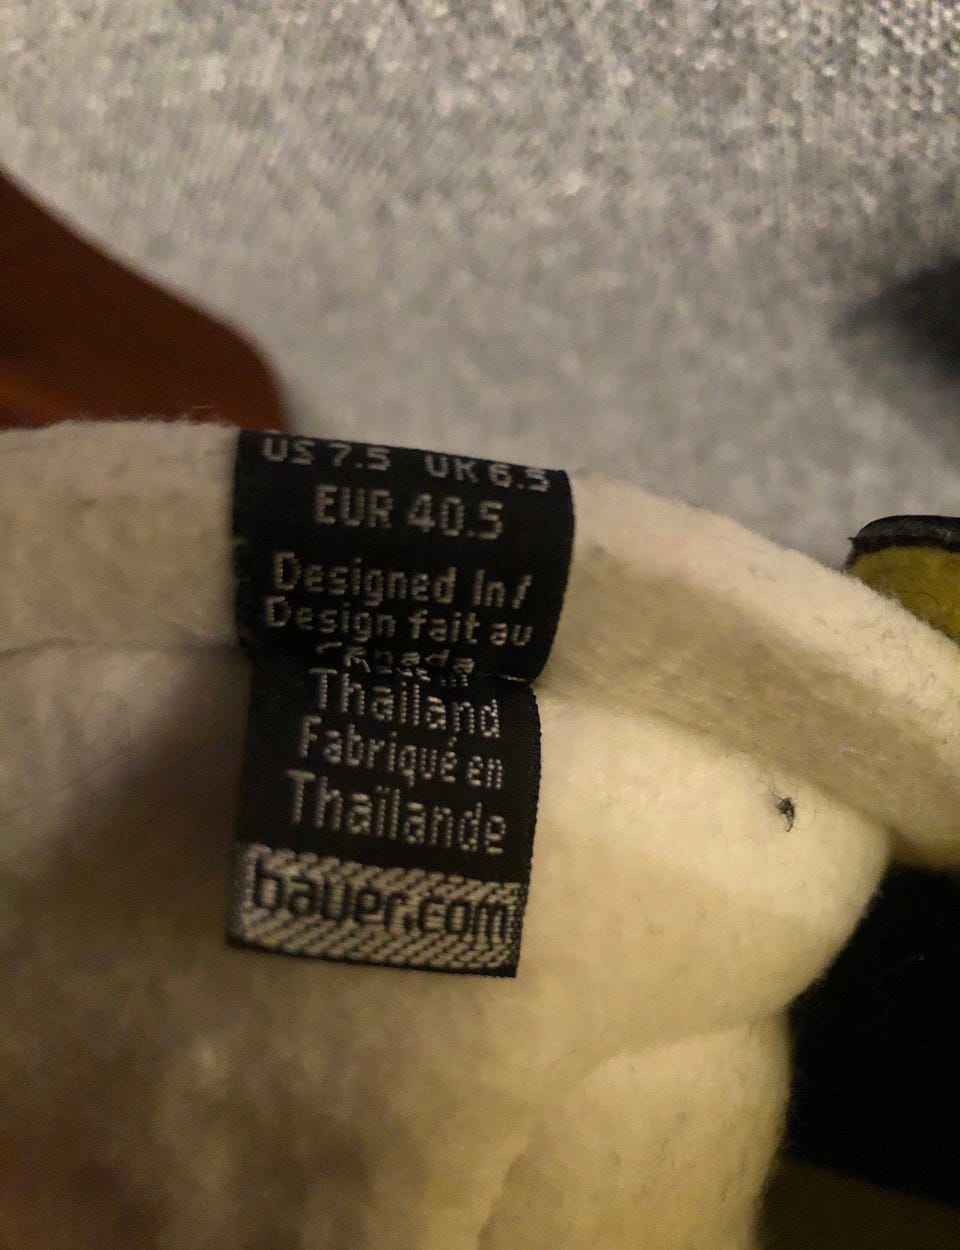 US 7.5 UK 6.5
EUR 40.5
Designed in/
Design fait au
Canada
Thailand
Fabriqué en
Thaïlande
bauer.com